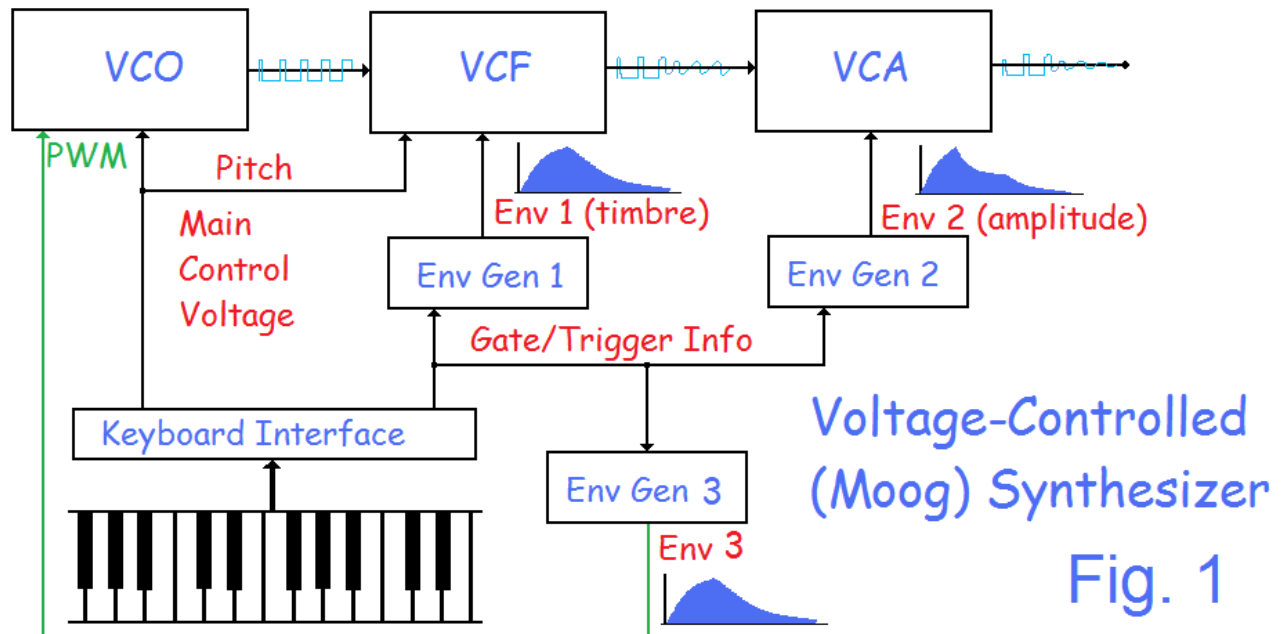 VCO
VCF
VCA
PWM
Pitch
Main
Control
Voltage
Env 1 (timbre)
Env 2 (amplitude)
Env Gen 1
Env Gen 2
Gate/Trigger Info
Keyboard Interface
Env Gen 3
Env 3
Voltage-Controlled
(Moog) Synthesizer
Fig. 1